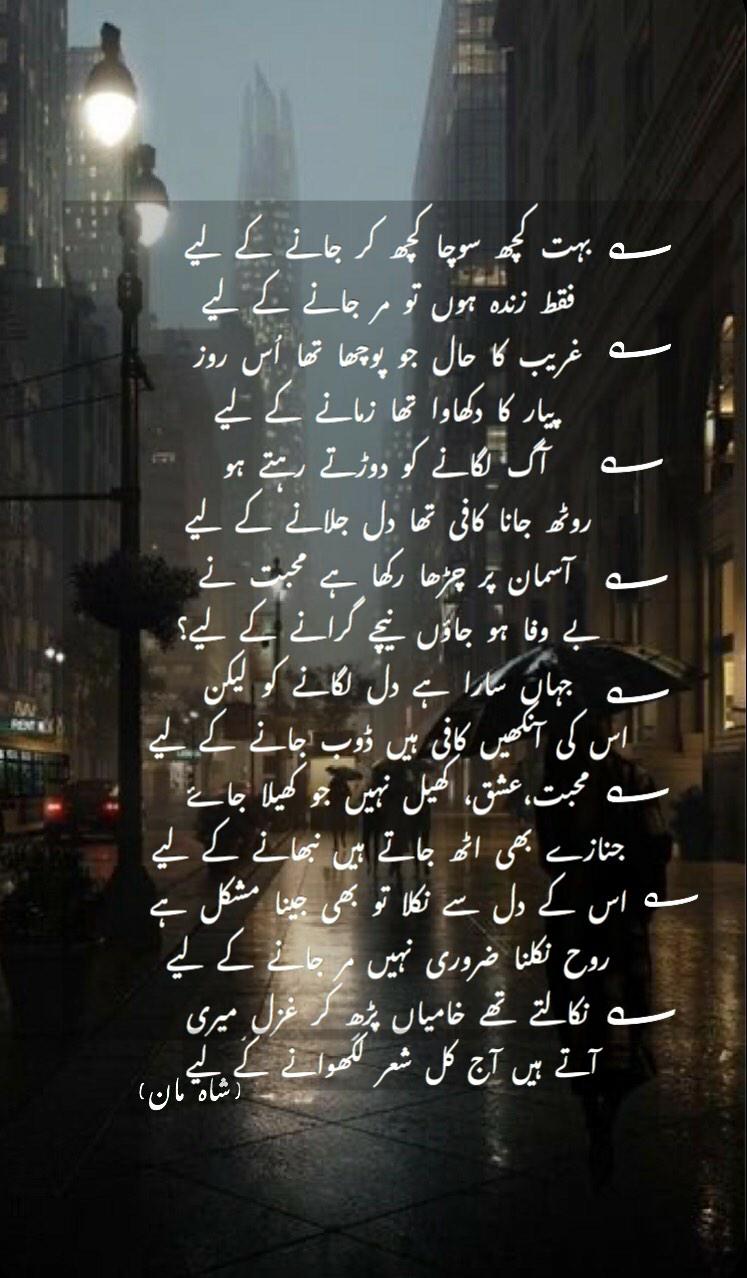 بہت کچھ سوچا کچھ کر جانے کے لیے
فقط زندہ ہوں تو مر جانے کے لیے
غریب کا حال جو پوچھا تھا اُس روز
پیار کا دکھاوا تھا زمانے کے لیے
آگ لگانے کو دوڑتے رہتے ہو
روٹھ جانا کافی تھا دل جلانے کے لیے
آسمان پر چڑھا رکھا ہے محبت نے
بے وفا ہو جاؤں نیچے گرانے کے لیے؟
جہاں سارا ہے دل لگانے کو لیکن
اس کی آنکھیں کافی ہیں ڈوب جانے کے لیے
محبت،عشق، کھیل نہیں جو کھیلا جائے
جنازے بھی اٹھ جاتے ہیں نبھانے کے لیے
اس کے دل سے نکلا تو بھی جینا مشکل ہے
روح نکلنا ضروری نہیں مر جانے کے لیے
نکالتے تھے خامیاں پڑھ کر غزل میری
آتے ہیں آج کل شعر لکھوانے کے لیے
(شاہ مان)
RENT